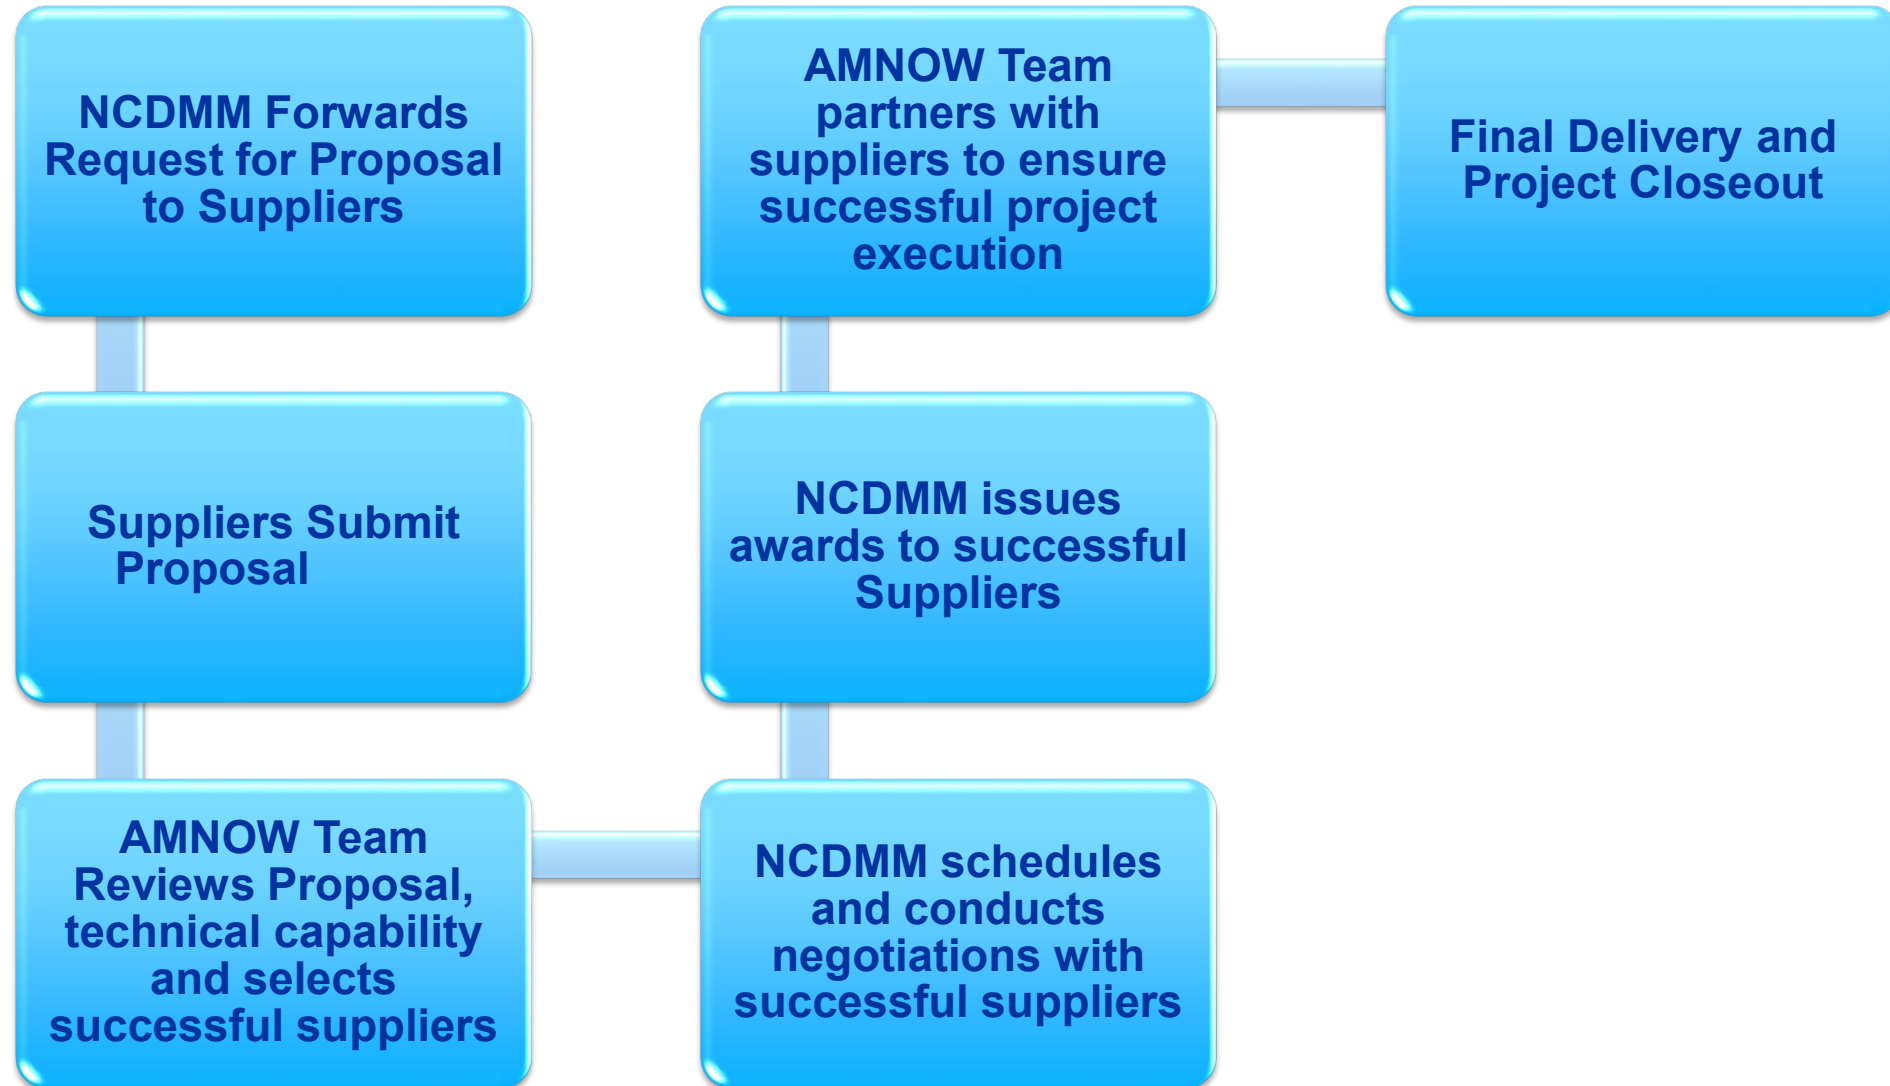 NCDMM Forwards
Request for Proposal
to Suppliers
Suppliers Submit
Proposal
AMNOW Team
Reviews Proposal,
technical capability
and selects
successful suppliers
NCDMM schedules
and conducts
negotiations with
successful suppliers
NCDMM issues
awards to successful
Suppliers
AMNOW Team
partners with
suppliers to ensure
successful project
execution
Final Delivery and
Project Closeout